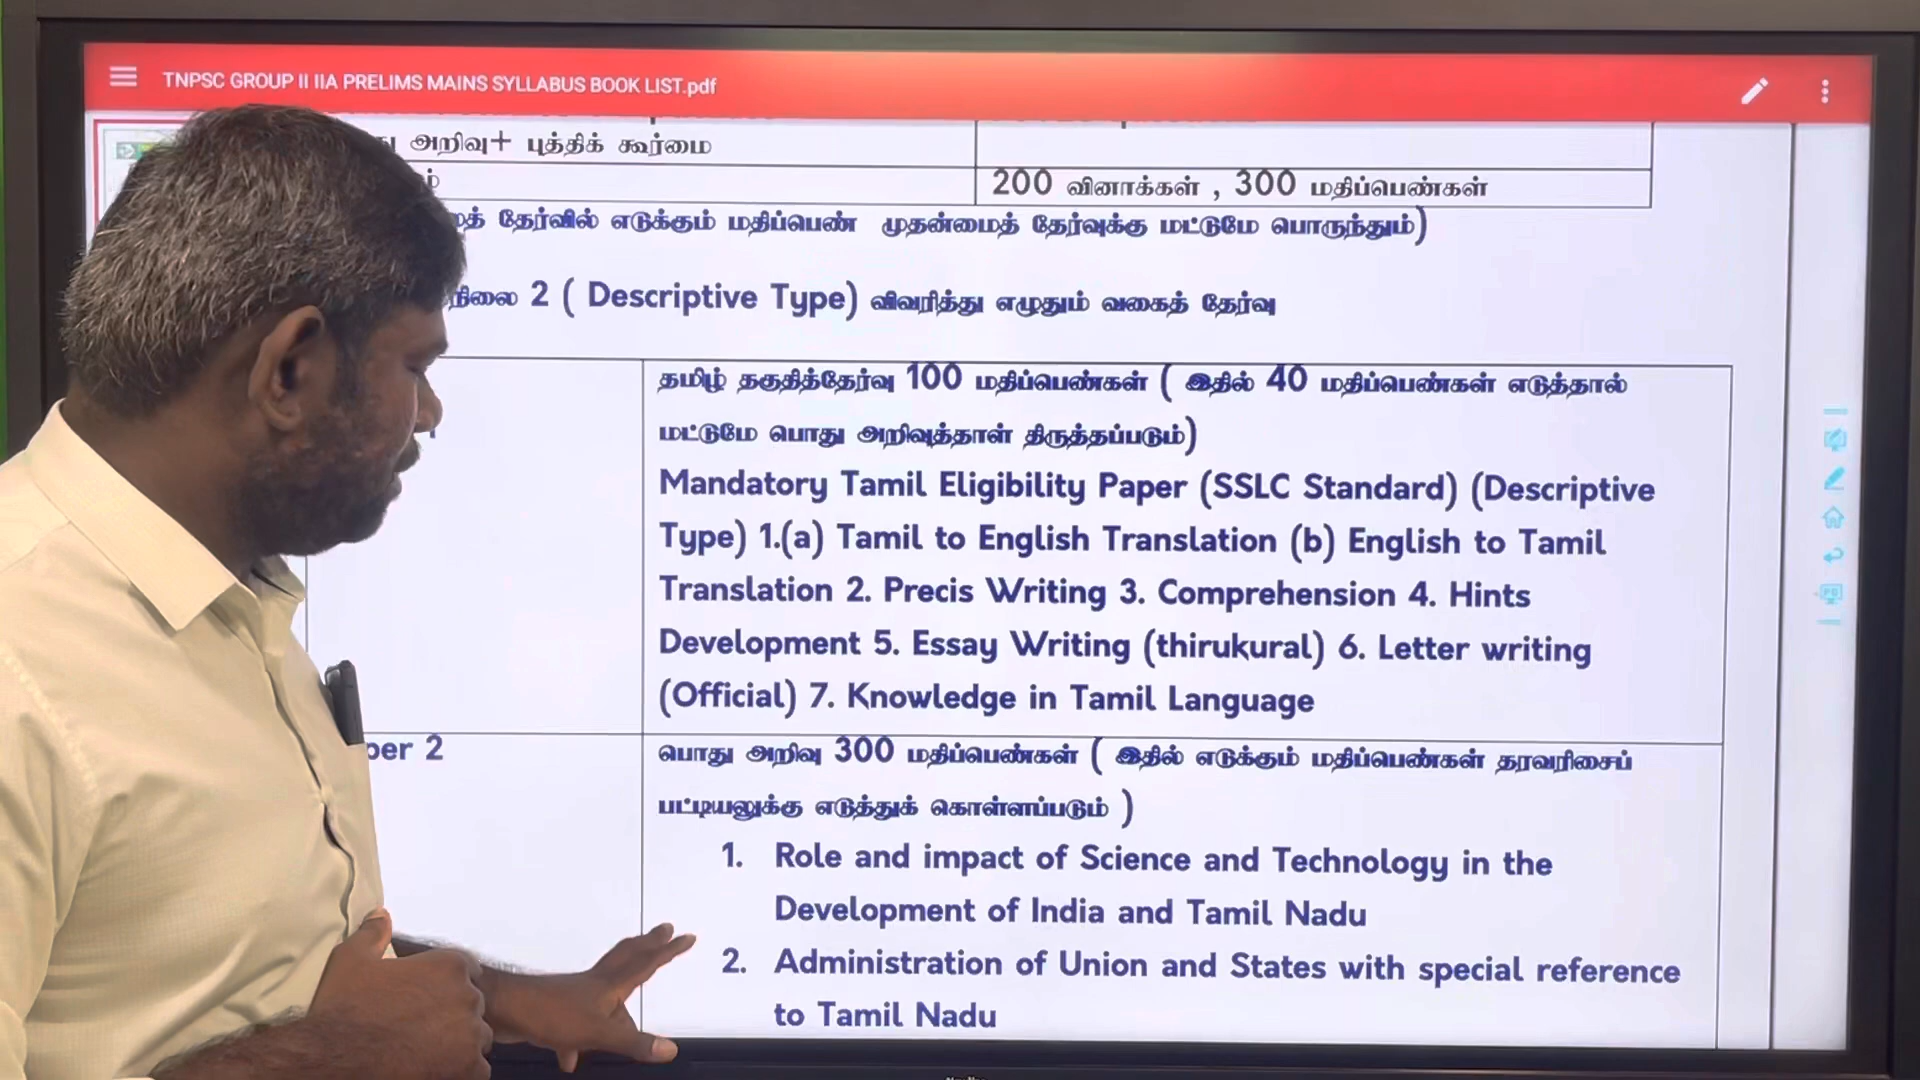 TNPSC GROUP II IIA PRELIMS MAINS SYLLABUS BOOK LIST.pdf
அறிவு+ புத்திக் கூர்மை
200 வினாக்கள் , 300 மதிப்பெண்கள்
தேர்வில் எடுக்கும் மதிப்பெண் முதன்மைத் தேர்வுக்கு மட்டுமே பொருந்தும்)
நிலை 2 ( Descriptive Type) விவரித்து எழுதும் வகைத் தேர்வு
தமிழ் தகுதித்தேர்வு 100 மதிப்பெண்கள் ( இதில் 40 மதிப்பெண்கள் எடுத்தால்
மட்டுமே பொது அறிவுத்தாள் திருத்தப்படும்)
Mandatory Tamil Eligibility Paper (SSLC Standard) (Descriptive
Type) 1.(a) Tamil to English Translation (b) English to Tamil
Translation 2. Precis Writing 3. Comprehension 4. Hints
Development 5. Essay Writing (thirukural) 6. Letter writing
(Official) 7. Knowledge in Tamil Language
per 2
பொது அறிவு 300 மதிப்பெண்கள் ( இதில் எடுக்கும் மதிப்பெண்கள் தரவரிசைப்
பட்டியலுக்கு எடுத்துக் கொள்ளப்படும் )
1. Role and impact of Science and Technology in the
Development of India and Tamil Nadu
2. Administration of Union and States with special reference
to Tamil Nadu